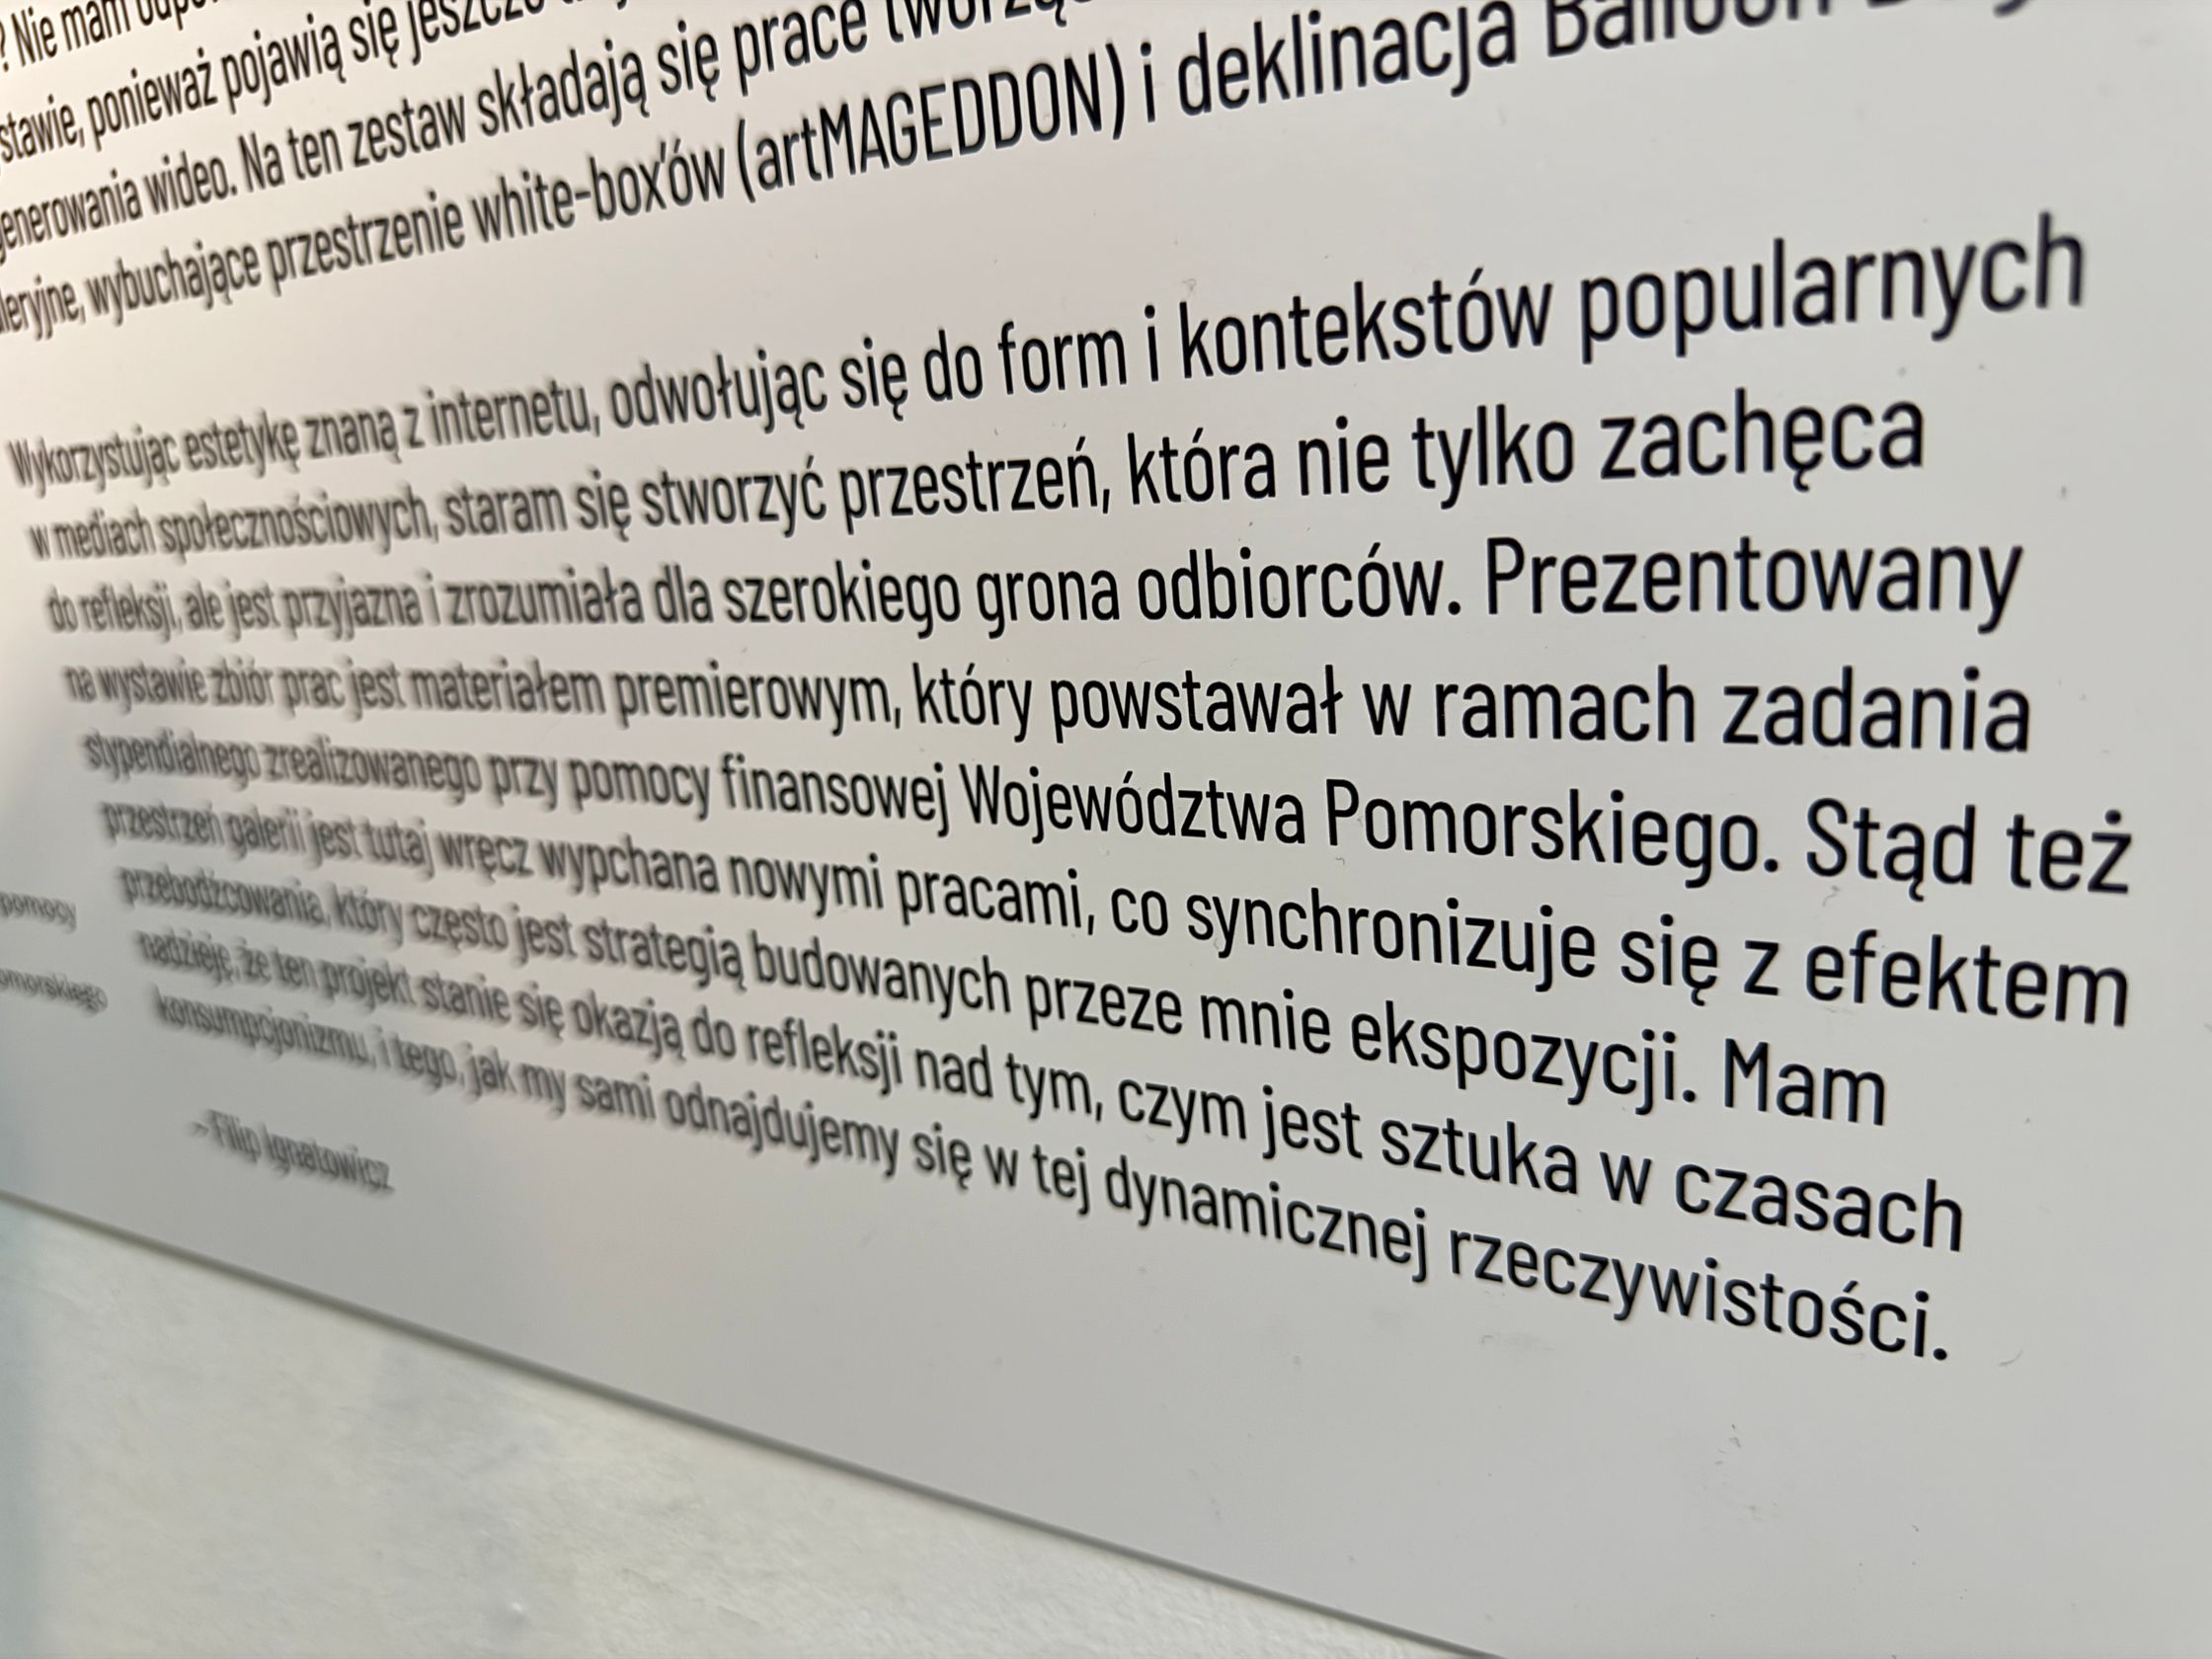 ? Nie mam
stawie, ponieważ pojawią się jeszcze
generowania wideo. Na ten zestaw składają się prace
leryjne, wybuchające przestrzenie white-box'ów (artMAGEDDON) i deklinacja Balloon
Wykorzystując estetykę znaną z internetu, odwołując się do form i kontekstów popularnych
w mediach społecznościowych, staram się stworzyć przestrzeń, która nie tylko zachęca
do refleksji, ale jest przyjazna i zrozumiała dla szerokiego grona odbiorców. Prezentowany
na wystawie zbiór prac jest materiałem premierowym, który powstawał w ramach zadania
stypendialnego zrealizowanego przy pomocy finansowej Województwa Pomorskiego. Stąd też
przestrzeń galerii jest tutaj wręcz wypchana nowymi pracami, co synchronizuje się z efektem
przebodźcowania, który często jest strategią budowanych przeze mnie ekspozycji. Mam
nadzieję, że ten projekt stanie się okazją do refleksji nad tym, czym jest sztuka w czasach
konsumpcjonizmu, i tego, jak my sami odnajdujemy się w tej dynamicznej rzeczywistości.
– Filip Ignatowicz
pomocy
omorskiego